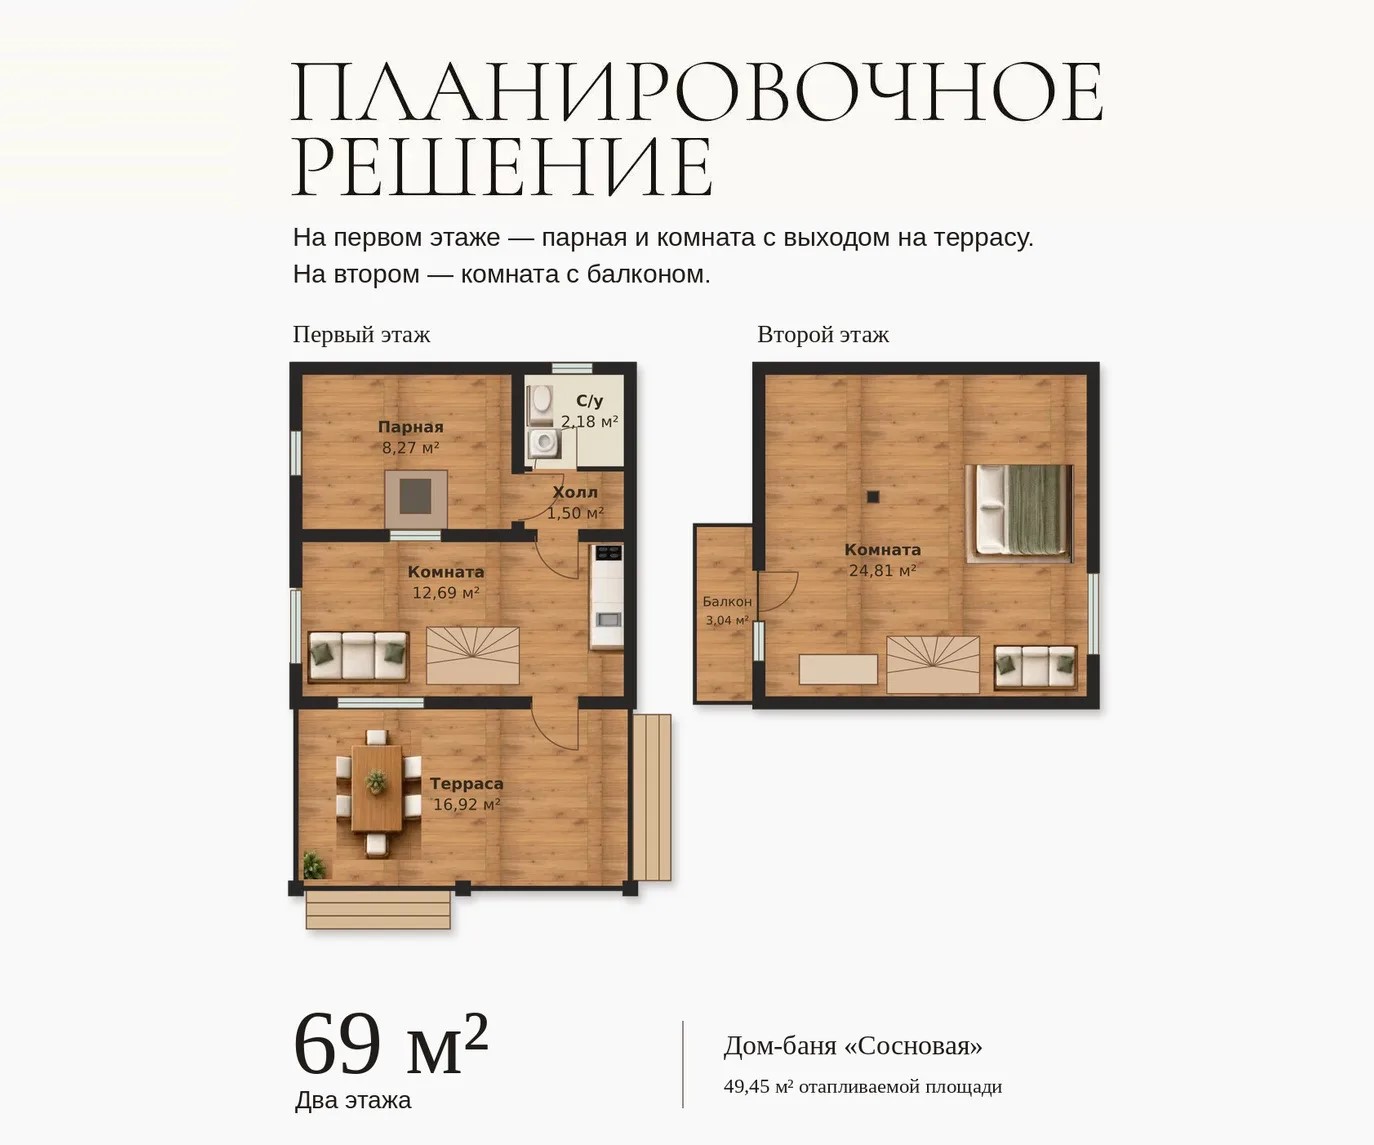 ПЛАНИРОВОЧНОЕ
РЕШЕНИЕ
На первом этаже — парная и комната с выходом на террасу.
На втором — комната с балконом.
Первый этаж
Парная
8,27 м²
С/у
2,18 м²
Холл
1,50 м²
Комната
12,69 м²
Терраса
16,92 м²
Второй этаж
Комната
24,81 м²
Балкон
3,04 м²
69 м²
Два этажа
Дом-баня «Сосновая»
49,45 м² отапливаемой площади